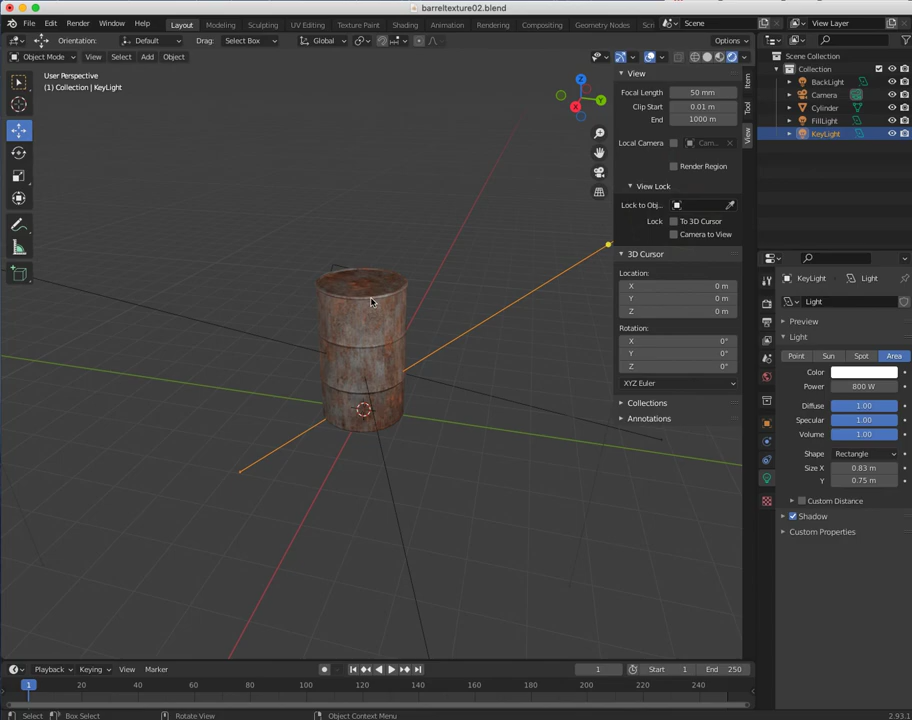 barreltexture02.blend
File Edit Render Window Help Layout Modeling Sculpting UV Editing Texture Paint Shading Animation Rendering Compositing Geometry Nodes Scene View Layer
Orientation: Default Drag: Select Box Global Options
Object Mode View Select Add Object
User Perspective
(1) Collection | KeyLight
Z
Y
X
View
Focal Length 50 mm
Clip Start 0.01 m
End 1000 m
Local Camera Cam...
Render Region
View Lock
Lock to Obj...
Lock To 3D Cursor
Camera to View
3D Cursor
Location:
X 0 m
Y 0 m
Z 0 m
Rotation:
X 0°
Y 0°
Z 0°
XYZ Euler
Collections
Annotations
Item
Tool
View
Scene Collection
Collection
BackLight
Camera
Cylinder
FillLight
KeyLight
KeyLight Light
Light
Preview
Light
Point Sun Spot Area
Color
Power 800 W
Diffuse 1.00
Specular 1.00
Volume 1.00
Shape Rectangle
Size X 0.83 m
Y 0.75 m
Custom Distance
Shadow
Custom Properties
Playback Keying View Marker 1 Start 1 End 250
1 20 40 60 80 100 120 140 160 180 200 220 240
Select Box Select Rotate View Object Context Menu 2.93.1